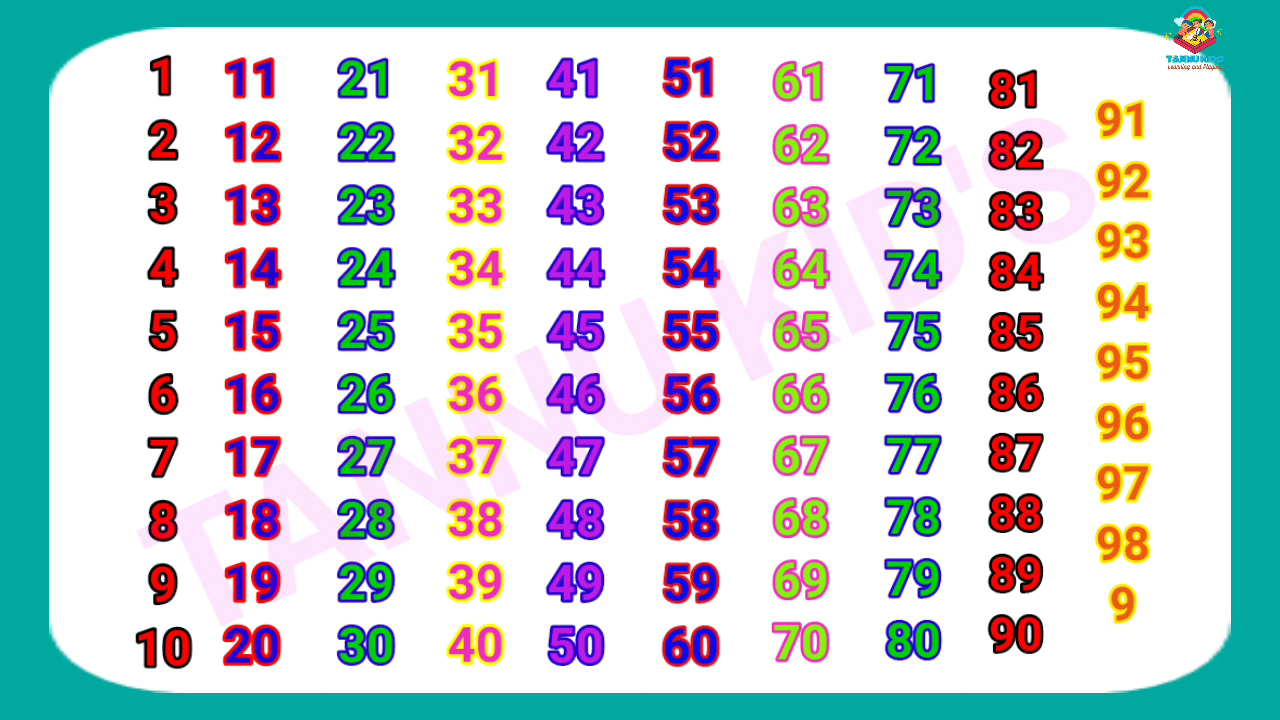 1 11 21 31 41 51 61 71 81 91
2 12 22 32 42 52 62 72 82 92
3 13 23 33 43 53 63 73 83 93
4 14 24 34 44 54 64 74 84 94
5 15 25 35 45 55 65 75 85 95
6 16 26 36 46 56 66 76 86 96
7 17 27 37 47 57 67 77 87 97
8 18 28 38 48 58 68 78 88 98
9 19 29 39 49 59 69 79 89 9
10 20 30 40 50 60 70 80 90
TANNU KID'S
Learning and